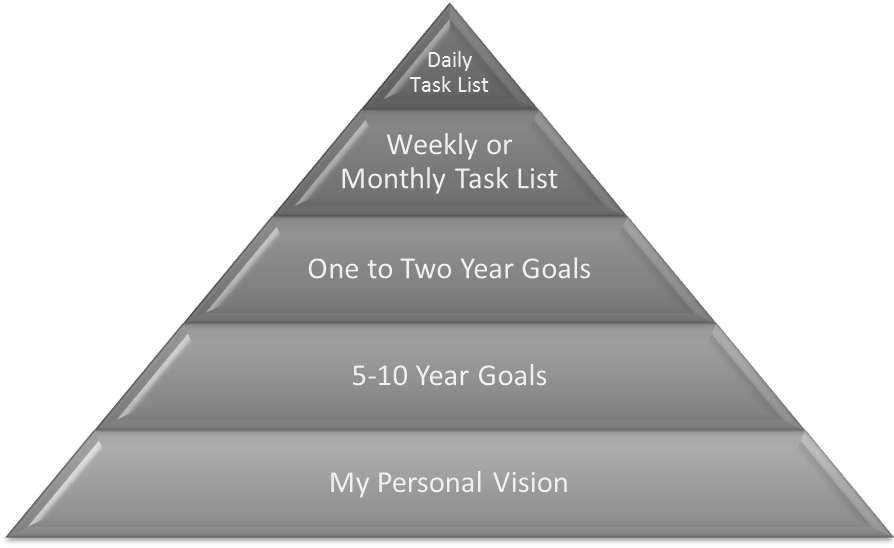 Daily
Task List
Weekly or
Monthly Task List
One to Two Year Goals
5-10 Year Goals
My Personal Vision